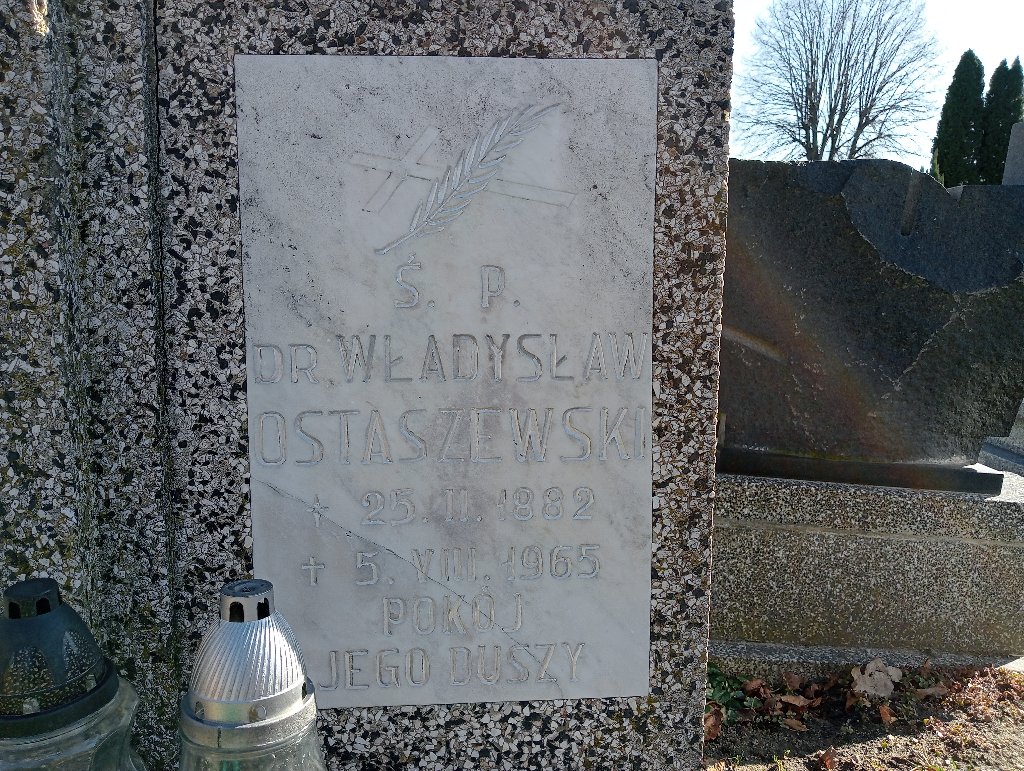 Ś. P.
DR WŁADYSŁAW
OSTASZEWSKI
* 25. II. 1882
+ 5. VIII. 1965
POKÓJ
JEGO DUSZY